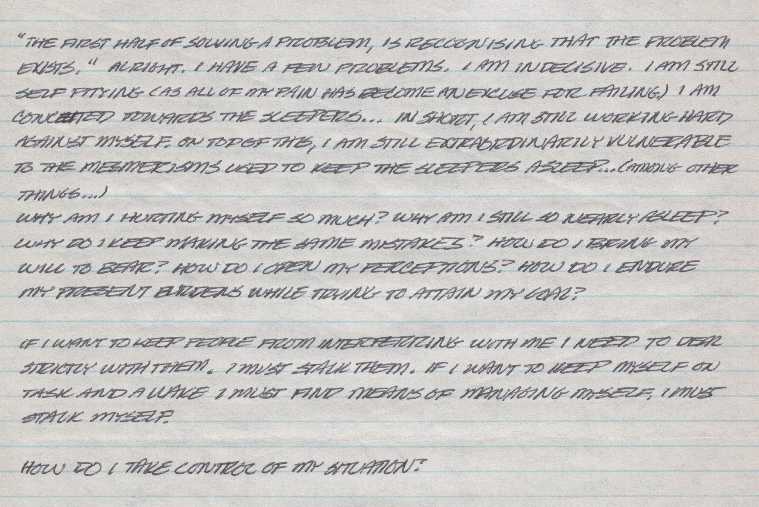 "THE FIRST HALF OF SOLVING A PROBLEM, IS RECOGNISING THAT THE PROBLEM
EXISTS." ALRIGHT. I HAVE A FEW PROBLEMS. I AM INDECISIVE. I AM STILL
SELF PITYING (AS ALL OF MY PAIN HAS BECOME AN EXCUSE FOR FAILING) I AM
CONCEITED TOWARDS THE SLEEPERS... IN SHORT, I AM STILL WORKING HARD
AGAINST MYSELF. ON TOP OF THIS, I AM STILL EXTRAORDINARILY VULNERABLE
TO THE MESMERISMS USED TO KEEP THE SLEEPERS ASLEEP...(AMONG OTHER
THINGS...)
WHY AM I HURTING MYSELF SO MUCH? WHY AM I STILL SO NEARLY ASLEEP?
WHY DO I KEEP MAKING THE SAME MISTAKES? HOW DO I BRING MY
WILL TO BEAR? HOW DO I OPEN MY PERCEPTIONS? HOW DO I ENDURE
MY PRESENT BURDENS WHILE TRYING TO ATTAIN MY GOAL?
IF I WANT TO KEEP PEOPLE FROM INTERFERRING WITH ME I NEED TO DEAL
STRICTLY WITH THEM. I MUST STALK THEM. IF I WANT TO KEEP MYSELF ON
TASK AND AWAKE I MUST FIND MEANS OF MANAGING MYSELF. I MUST
STALK MYSELF.
HOW DO I TAKE CONTROL OF MY SITUATION?